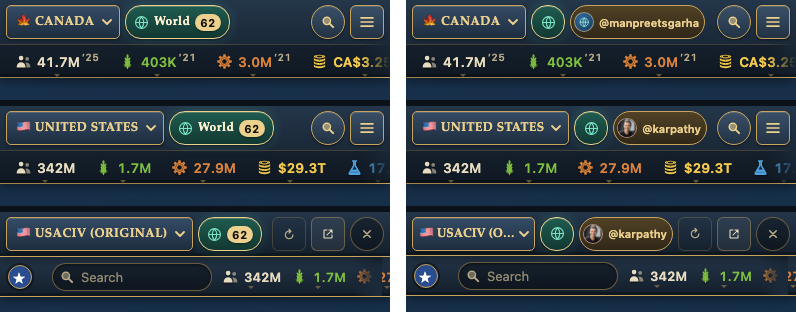 CANADA World 62
41.7M '25 403K '21 3.0M '21 CA$3.25
UNITED STATES World 62
342M 1.7M 27.9M $29.3T 17
USACIV (ORIGINAL) 62
Search 342M 1.7M
CANADA @manpreetsgarha
41.7M '25 403K '21 3.0M '21 CA$3.25
UNITED STATES @karpathy
342M 1.7M 27.9M $29.3T 17
USACIV (O... @karpathy
Search 342M 1.7M